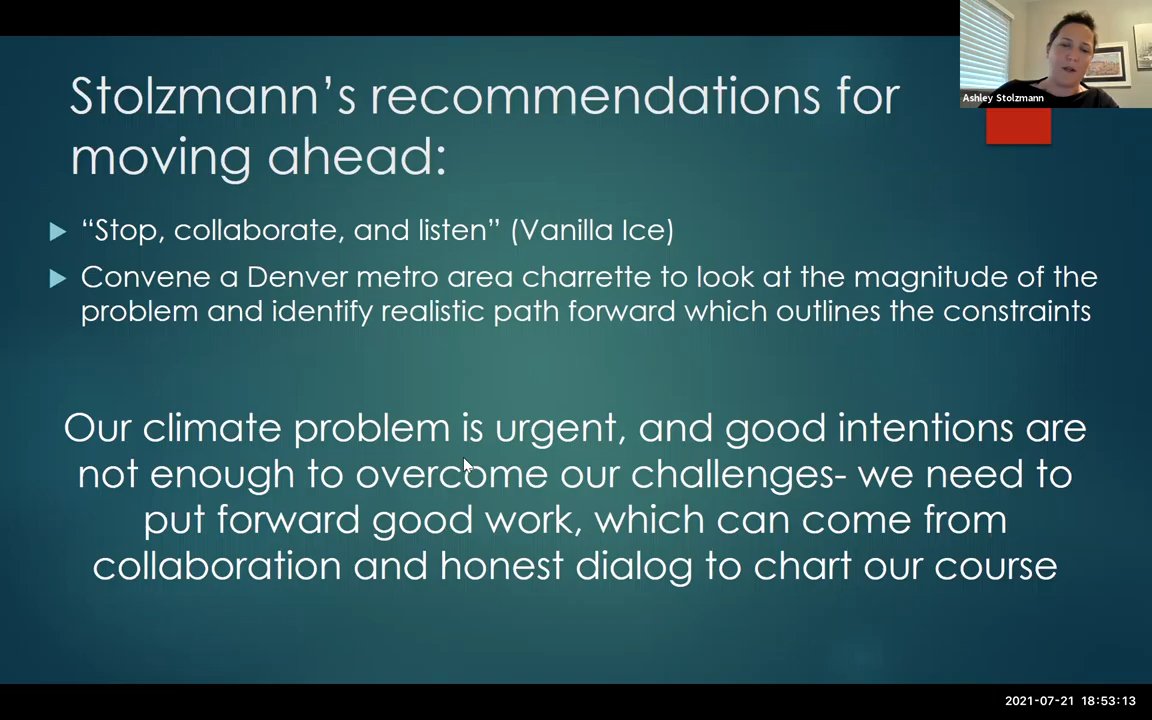 Stolzmann's recommendations for
moving ahead:
Ashley Stolzmann
"Stop, collaborate, and listen" (Vanilla Ice)
Convene a Denver metro area charrette to look at the magnitude of the
problem and identify realistic path forward which outlines the constraints
Our climate problem is urgent, and good intentions are
not enough to overcome our challenges- we need to
put forward good work, which can come from
collaboration and honest dialog to chart our course
2021-07-21 18:53:13